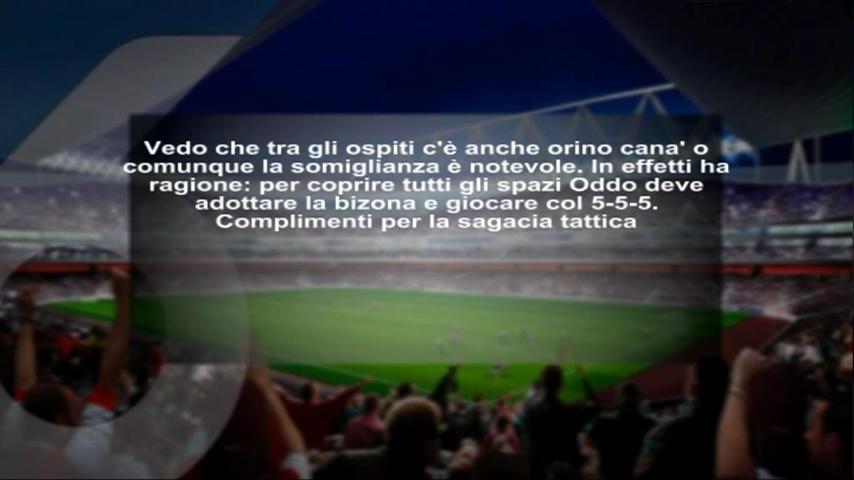 Vedo che tra gli ospiti c'è anche orino cana' o
comunque la somiglianza è notevole. In effetti ha
ragione: per coprire tutti gli spazi Oddo deve
adottare la bizona e giocare col 5-5-5.
Complimenti per la sagacia tattica